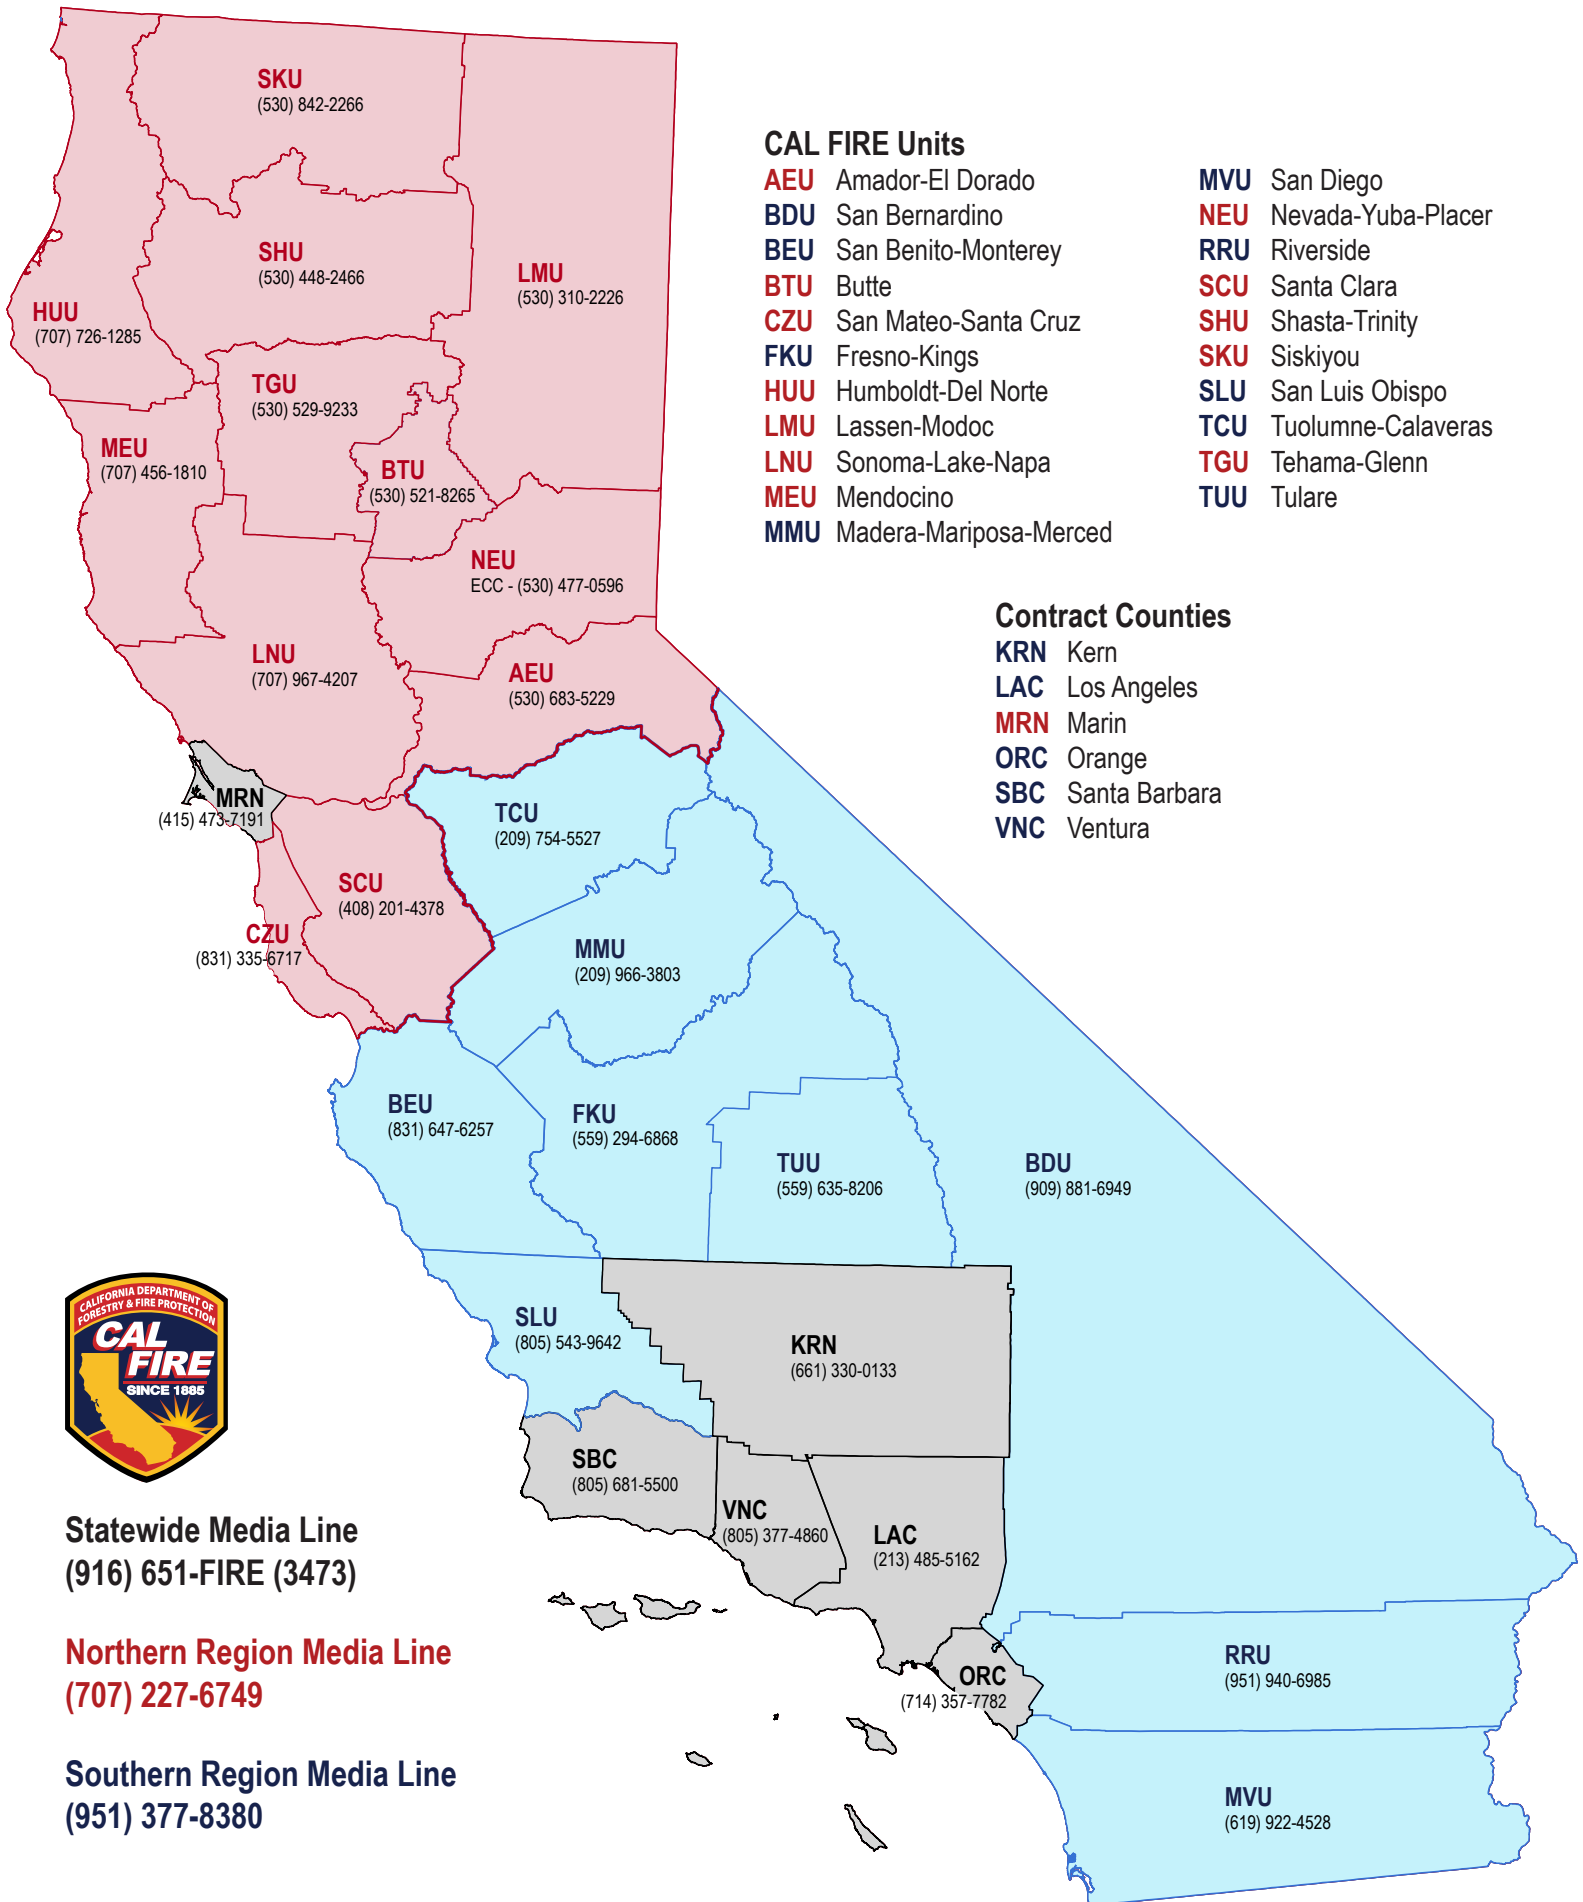 SKU
(530) 842-2266
SHU
(530) 448-2466
LMU
(530) 310-2226
HUU
(707) 726-1285
TGU
(530) 529-9233
MEU
(707) 456-1810
BTU
(530) 521-8265
NEU
ECC - (530) 477-0596
LNU
(707) 967-4207
AEU
(530) 683-5229
MRN
(415) 473-7191
TCU
(209) 754-5527
SCU
(408) 201-4378
CZU
(831) 335-6717
MMU
(209) 966-3803
BEU
(831) 647-6257
FKU
(559) 294-6868
TUU
(559) 635-8206
BDU
(909) 881-6949
SLU
(805) 543-9642
KRN
(661) 330-0133
SBC
(805) 681-5500
VNC
(805) 377-4860
LAC
(213) 485-5162
ORC
(714) 357-7782
RRU
(951) 940-6985
MVU
(619) 922-4528
CAL FIRE Units
AEU Amador-El Dorado
BDU San Bernardino
BEU San Benito-Monterey
BTU Butte
CZU San Mateo-Santa Cruz
FKU Fresno-Kings
HUU Humboldt-Del Norte
LMU Lassen-Modoc
LNU Sonoma-Lake-Napa
MEU Mendocino
MMU Madera-Mariposa-Merced
MVU San Diego
NEU Nevada-Yuba-Placer
RRU Riverside
SCU Santa Clara
SHU Shasta-Trinity
SKU Siskiyou
SLU San Luis Obispo
TCU Tuolumne-Calaveras
TGU Tehama-Glenn
TUU Tulare
Contract Counties
KRN Kern
LAC Los Angeles
MRN Marin
ORC Orange
SBC Santa Barbara
VNC Ventura
CALIFORNIA DEPARTMENT OF
FORESTRY & FIRE PROTECTION
CAL
FIRE
SINCE 1885
Statewide Media Line
(916) 651-FIRE (3473)
Northern Region Media Line
(707) 227-6749
Southern Region Media Line
(951) 377-8380